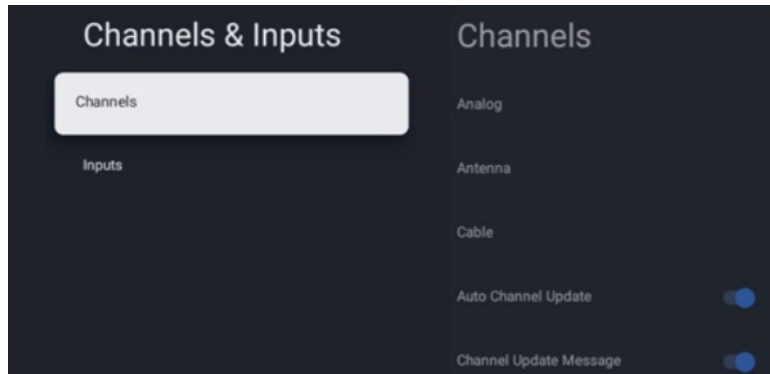 Channels & Inputs
Channels
Inputs
Channels
Analog
Antenna
Cable
Auto Channel Update
Channel Update Message